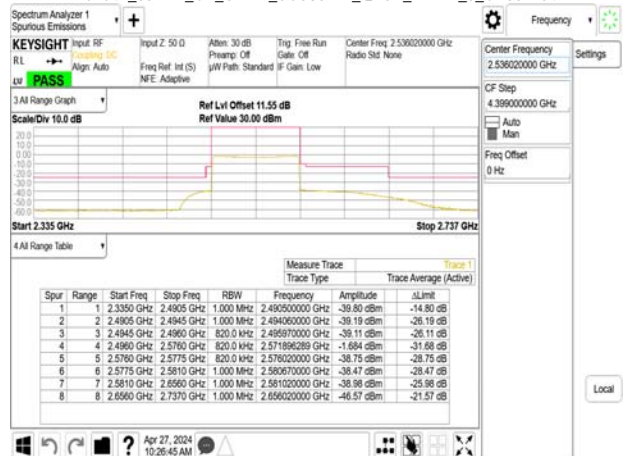 Spectrum Analyzer 1
Spurious Emissions
Frequency
KEYSIGHT
Input: RF
Coupling: DC
Align: Auto
Input Z: 50 Ω
Freq Ref: Int (S)
NFE: Adaptive
Atten: 30 dB
Preamp: Off
µW Path: Standard
Trig: Free Run
Gate: Off
IF Gain: Low
Center Freq: 2.536020000 GHz
Radio Std: None
RL
PASS
Center Frequency
2.536020000 GHz
Settings
CF Step
4.399000000 GHz
Auto
Man
Freq Offset
0 Hz
3 All Range Graph
Scale/Div 10.0 dB
Ref Lvl Offset 11.55 dB
Ref Value 30.00 dBm
20.0
10.0
0.00
-10.0
-20.0
-30.0
-40.0
-50.0
-60.0
Start 2.335 GHz
Stop 2.737 GHz
4 All Range Table
Measure Trace Trace 1
Trace Type Trace Average (Active)
Spur Range Start Freq Stop Freq RBW Frequency Amplitude ΔLimit
1 1 2.3350 GHz 2.4905 GHz 1.000 MHz 2.490500000 GHz -39.80 dBm -14.80 dB
2 2 2.4905 GHz 2.4945 GHz 1.000 MHz 2.494060000 GHz -39.19 dBm -26.19 dB
3 3 2.4945 GHz 2.4960 GHz 820.0 kHz 2.495970000 GHz -39.11 dBm -26.11 dB
4 4 2.4960 GHz 2.5760 GHz 820.0 kHz 2.571896289 GHz -1.684 dBm -31.68 dB
5 5 2.5760 GHz 2.5775 GHz 820.0 kHz 2.576020000 GHz -38.75 dBm -28.75 dB
6 6 2.5775 GHz 2.5810 GHz 1.000 MHz 2.580670000 GHz -38.47 dBm -28.47 dB
7 7 2.5810 GHz 2.6560 GHz 1.000 MHz 2.581020000 GHz -38.98 dBm -25.98 dB
8 8 2.6560 GHz 2.7370 GHz 1.000 MHz 2.656020000 GHz -46.57 dBm -21.57 dB
Local
Apr 27, 2024
10:26:45 AM